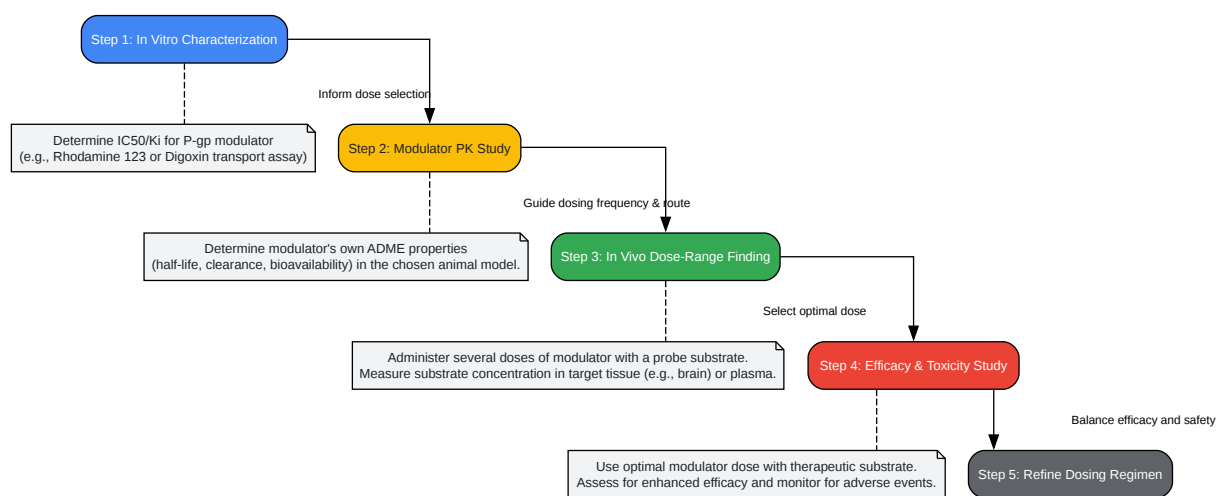 Step 1: In Vitro Characterization
Inform dose selection
Determine IC50/Ki for P-gp modulator
(e.g., Rhodamine 123 or Digoxin transport assay)
Step 2: Modulator PK Study
Guide dosing frequency & route
Determine modulator's own ADME properties
(half-life, clearance, bioavailability) in the chosen animal model.
Step 3: In Vivo Dose-Range Finding
Select optimal dose
Administer several doses of modulator with a probe substrate.
Measure substrate concentration in target tissue (e.g., brain) or plasma.
Step 4: Efficacy & Toxicity Study
Balance efficacy and safety
Use optimal modulator dose with therapeutic substrate.
Assess for enhanced efficacy and monitor for adverse events.
Step 5: Refine Dosing Regimen